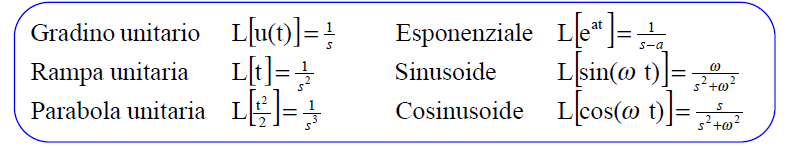 Gradino unitario L[u(t)]=1/s Esponenziale L[e^at]=1/(s−a)
Rampa unitaria L[t]=1/s² Sinusoide L[sin(ω t)]=ω/(s²+ω²)
Parabola unitaria L[t²/2]=1/s³ Cosinusoide L[cos(ω t)]=s/(s²+ω²)